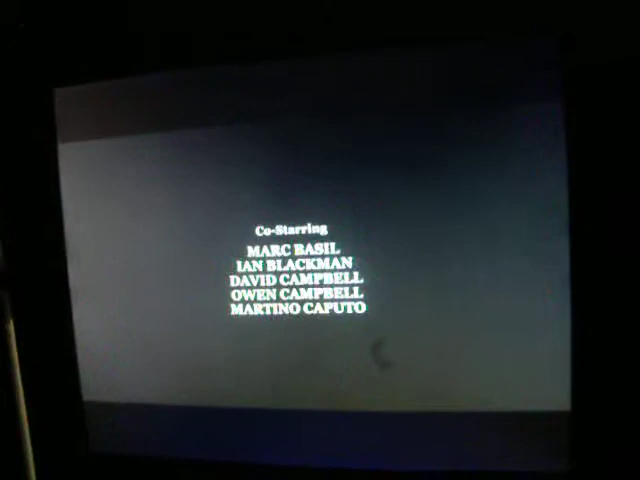 Co-Starring
MARC BASIL
IAN BLACKMAN
DAVID CAMPBELL
OWEN CAMPBELL
MARTINO CAPUTO